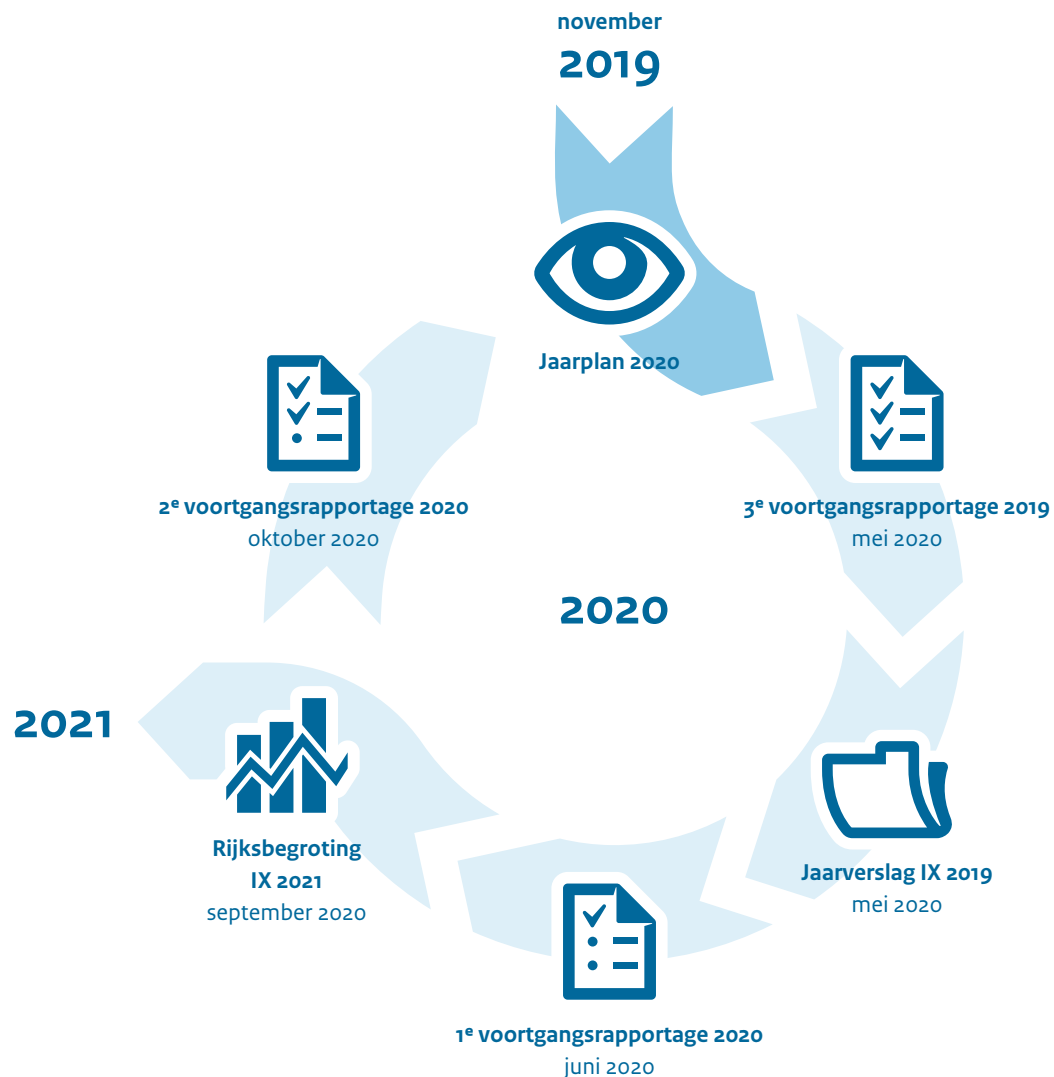 november
2019
Jaarplan 2020
3e voortgangsrapportage 2019
mei 2020
Jaarverslag IX 2019
mei 2020
1e voortgangsrapportage 2020
juni 2020
Rijksbegroting
IX 2021
september 2020
2021
2e voortgangsrapportage 2020
oktober 2020
2020